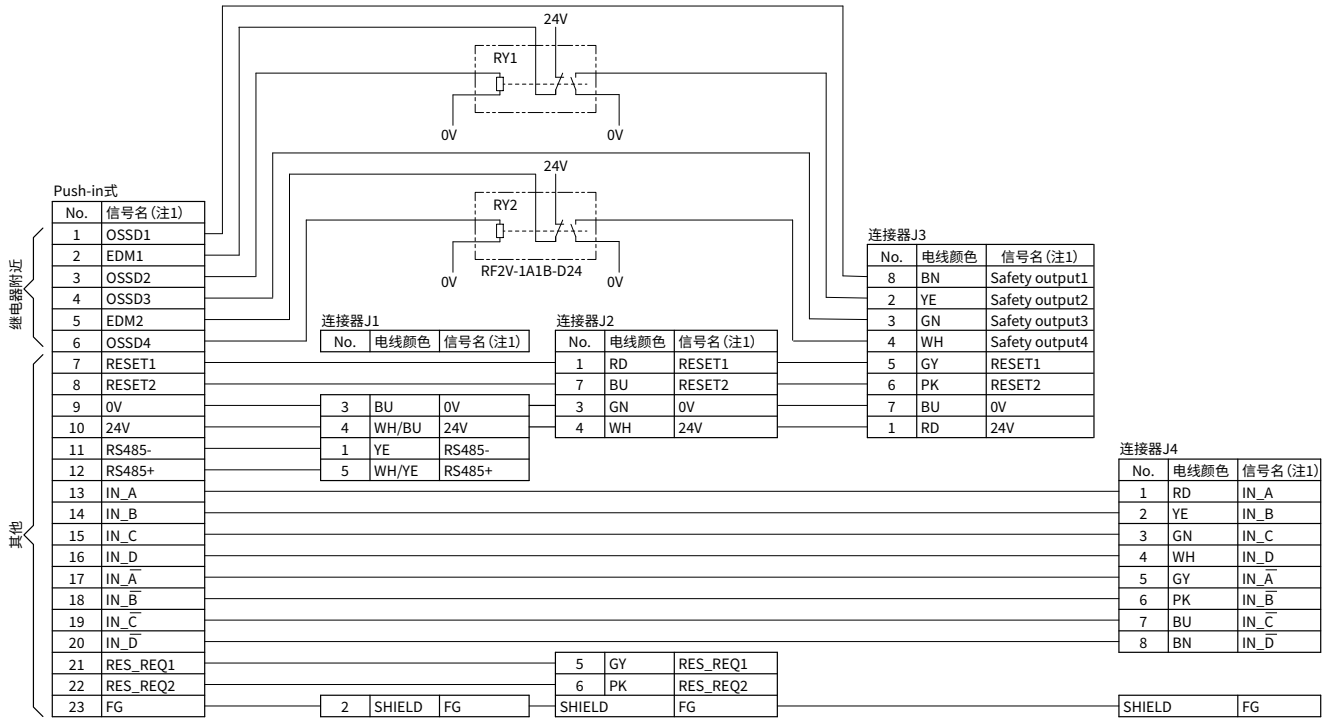 24V
RY1
0V 0V
24V
RY2
RF2V-1A1B-D24
0V 0V
Push-in式
No. 信号名(注1)
继电器附近
1 OSSD1
2 EDM1
3 OSSD2
4 OSSD3
5 EDM2
6 OSSD4
其他
7 RESET1
8 RESET2
9 0V
10 24V
11 RS485-
12 RS485+
13 IN_A
14 IN_B
15 IN_C
16 IN_D
17 IN_A̅
18 IN_B̅
19 IN_C̅
20 IN_D̅
21 RES_REQ1
22 RES_REQ2
23 FG
连接器J1
No. 电线颜色 信号名(注1)
3 BU 0V
4 WH/BU 24V
1 YE RS485-
5 WH/YE RS485+
2 SHIELD FG
连接器J2
No. 电线颜色 信号名(注1)
1 RD RESET1
7 BU RESET2
3 GN 0V
4 WH 24V
5 GY RES_REQ1
6 PK RES_REQ2
SHIELD FG
连接器J3
No. 电线颜色 信号名(注1)
8 BN Safety output1
2 YE Safety output2
3 GN Safety output3
4 WH Safety output4
5 GY RESET1
6 PK RESET2
7 BU 0V
1 RD 24V
连接器J4
No. 电线颜色 信号名(注1)
1 RD IN_A
2 YE IN_B
3 GN IN_C
4 WH IN_D
5 GY IN_A̅
6 PK IN_B̅
7 BU IN_C̅
8 BN IN_D̅
SHIELD FG